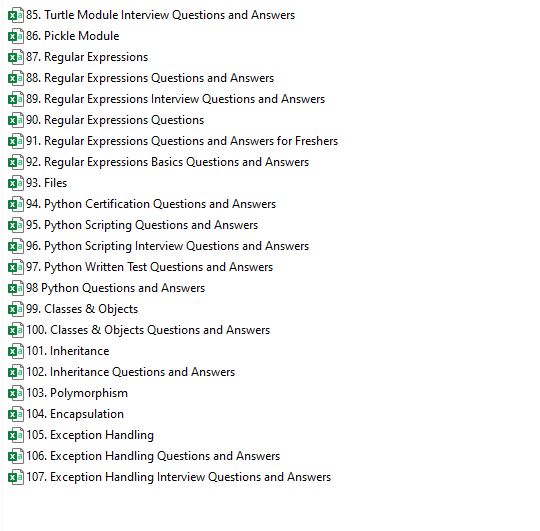 85. Turtle Module Interview Questions and Answers
86. Pickle Module
87. Regular Expressions
88. Regular Expressions Questions and Answers
89. Regular Expressions Interview Questions and Answers
90. Regular Expressions Questions
91. Regular Expressions Questions and Answers for Freshers
92. Regular Expressions Basics Questions and Answers
93. Files
94. Python Certification Questions and Answers
95. Python Scripting Questions and Answers
96. Python Scripting Interview Questions and Answers
97. Python Written Test Questions and Answers
98 Python Questions and Answers
99. Classes & Objects
100. Classes & Objects Questions and Answers
101. Inheritance
102. Inheritance Questions and Answers
103. Polymorphism
104. Encapsulation
105. Exception Handling
106. Exception Handling Questions and Answers
107. Exception Handling Interview Questions and Answers